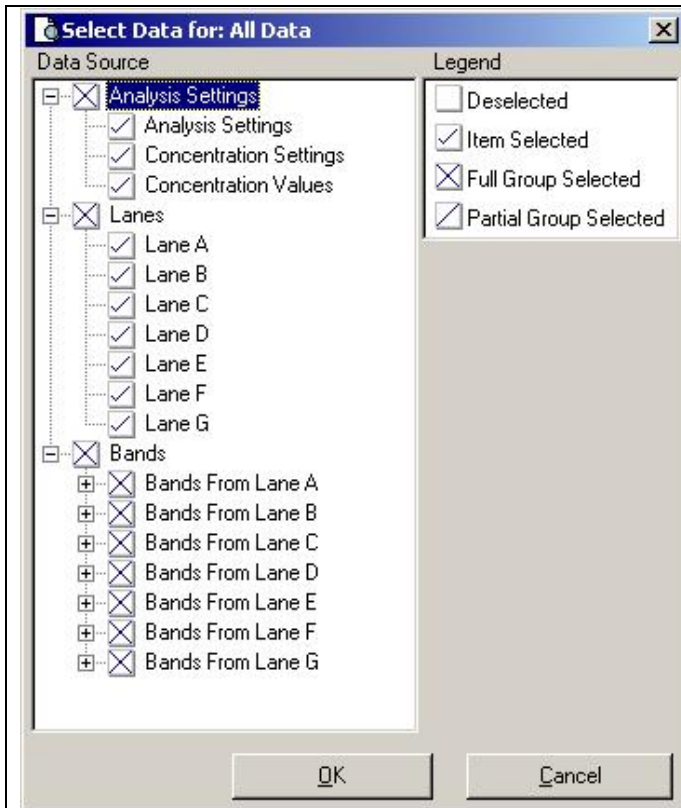 Select Data for: All Data
Data Source
Analysis Settings
Analysis Settings
Concentration Settings
Concentration Values
Lanes
Lane A
Lane B
Lane C
Lane D
Lane E
Lane F
Lane G
Bands
Bands From Lane A
Bands From Lane B
Bands From Lane C
Bands From Lane D
Bands From Lane E
Bands From Lane F
Bands From Lane G
Legend
Deselected
Item Selected
Full Group Selected
Partial Group Selected
OK
Cancel